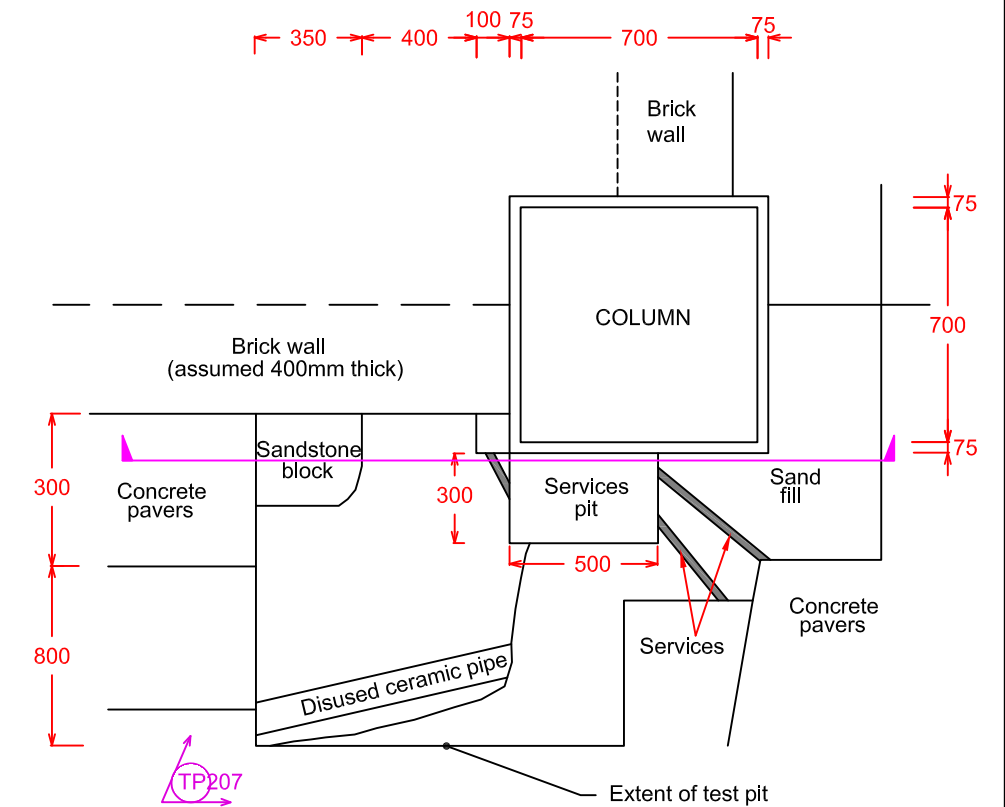 100 75
75
350
400
700
Brick
wall
75
COLUMN
700
Brick wall
(assumed 400mm thick)
75
Sandstone
block
300
Concrete
pavers
300
Services
pit
Sand
fill
500
Concrete
pavers
800
Services
Disused ceramic pipe
TP207
Extent of test pit